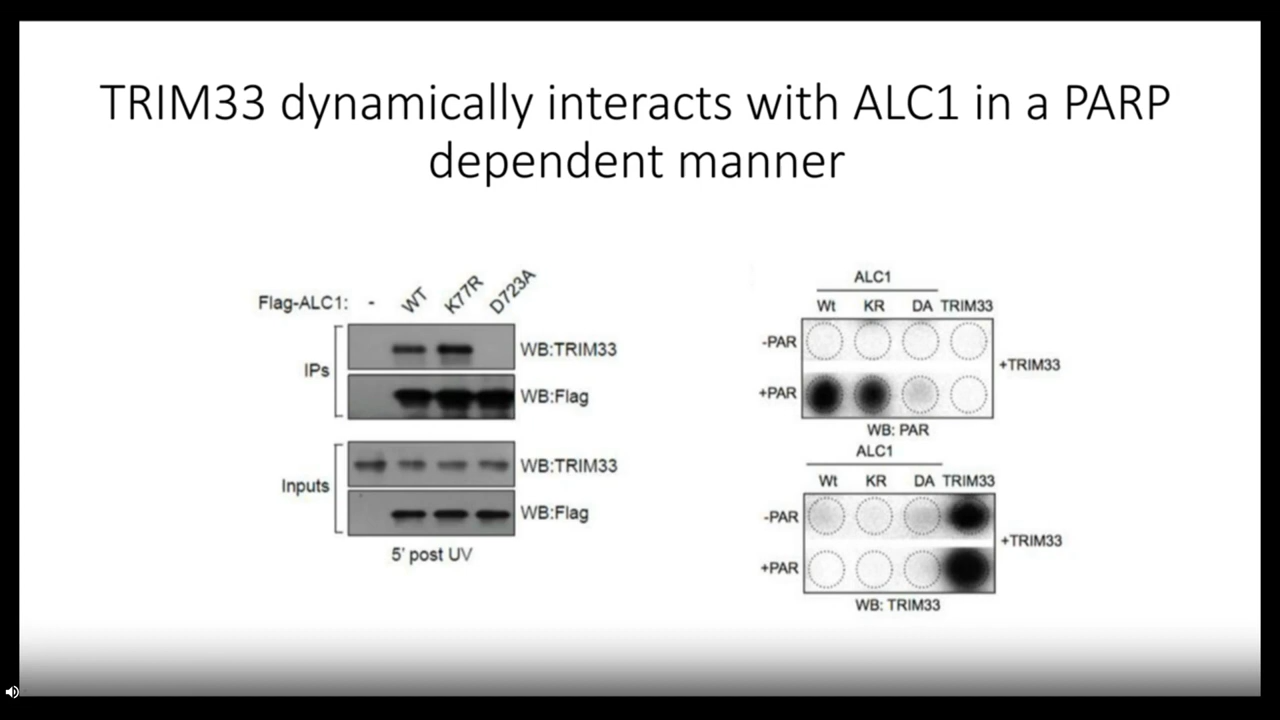 TRIM33 dynamically interacts with ALC1 in a PARP
dependent manner
Flag-ALC1: - WT K77R D723A
IPs
WB:TRIM33
WB:Flag
Inputs
WB:TRIM33
WB:Flag
5' post UV
ALC1
Wt KR DA TRIM33
-PAR
+TRIM33
+PAR
WB: PAR
ALC1
Wt KR DA TRIM33
-PAR
+TRIM33
+PAR
WB: TRIM33